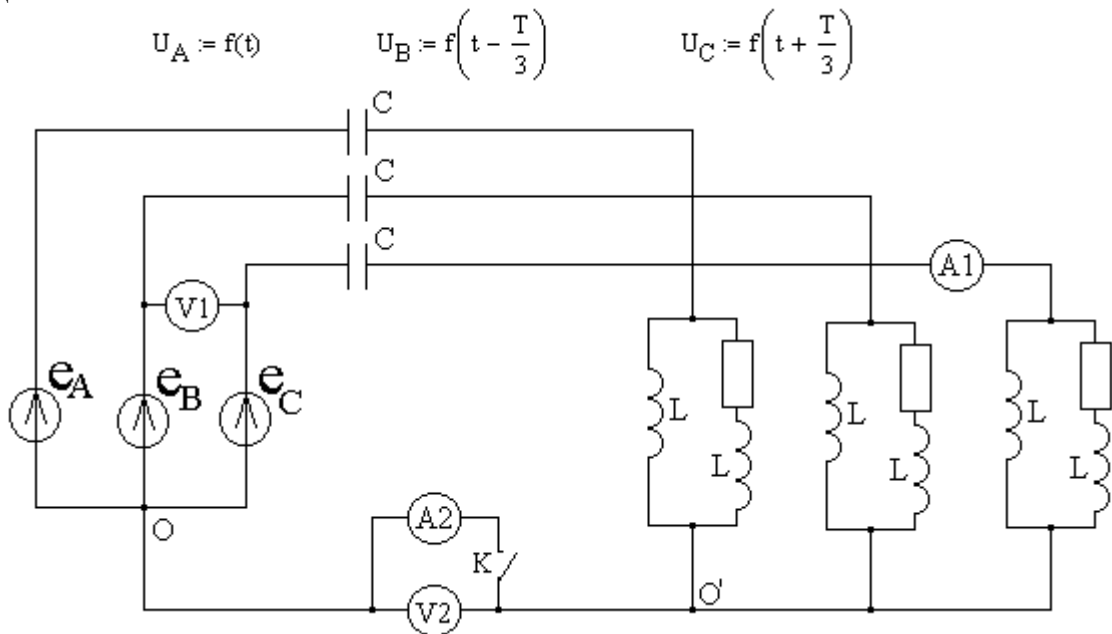 U_A := f(t) U_B := f(t - T/3) U_C := f(t + T/3)
C
C
C
A1
V1
e_A e_B e_C
L L L
L L L
O
A2
K
V2
O'